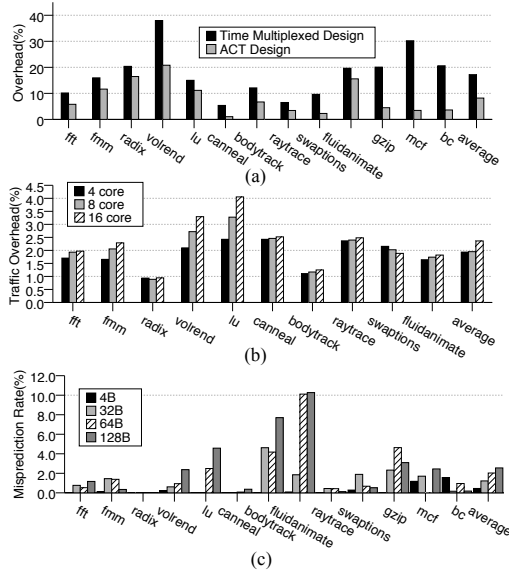 Overhead(%)
40
30
20
10
0
Time Multiplexed Design
ACT Design
fft
fmm
radix
volrend
lu
canneal
bodytrack
raytrace
swaptions
fluidanimate
gzip
mcf
bc
average
(a)
Traffic Overhead(%)
4.5
4.0
3.5
3.0
2.5
2.0
1.5
1.0
0.5
0.0
4 core
8 core
16 core
fft
fmm
radix
volrend
lu
canneal
bodytrack
raytrace
swaptions
fluidanimate
average
(b)
Misprediction Rate(%)
12.0
10.0
8.0
6.0
4.0
2.0
0.0
4B
32B
64B
128B
fft
fmm
radix
volrend
lu
canneal
bodytrack
fluidanimate
raytrace
swaptions
gzip
mcf
bc
average
(c)